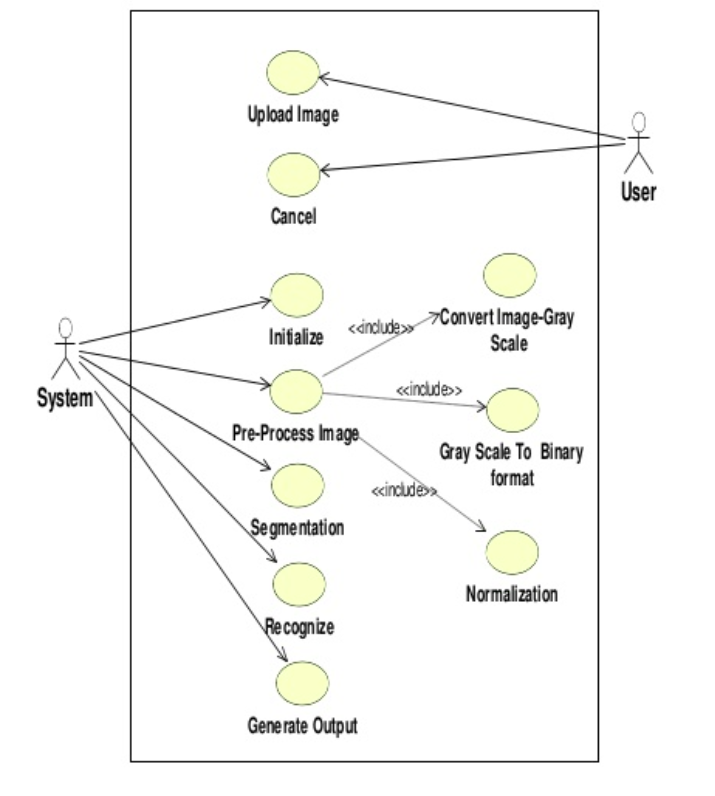 Upload Image
User
Cancel
Initialize
<<include>>
Convert Image-Gray
Scale
System
Pre-Process Image
<<include>>
Gray Scale To Binary
format
<<include>>
Segmentation
Normalization
Recognize
Generate Output